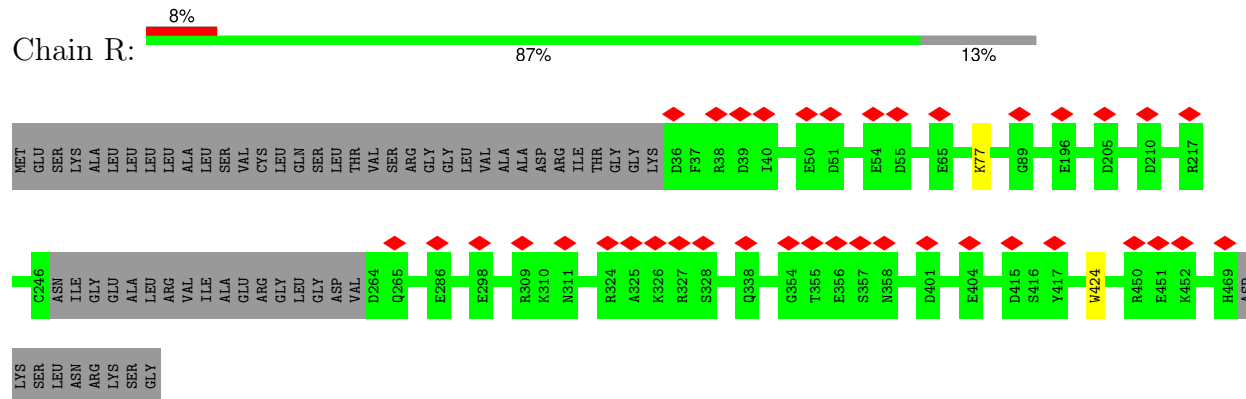 8%
Chain R:
87% 13%
MET GLU SER LYS ALA LEU LEU LEU LEU ALA LEU SER VAL CYS LEU GLN SER LEU THR VAL SER ARG GLY GLY LEU VAL ALA ALA ASP ARG ILE THR GLY GLY LYS D36 F37 R38 D39 I40 E50 D51 E54 D55 E65 K77 G89 E196 D205 D210 R217
C246 ASN ILE GLY GLU ALA LEU ARG VAL ILE ALA GLU ARG GLY LEU GLY ASP VAL D264 Q265 E286 E298 R309 K310 N311 R324 A325 K326 R327 S328 Q338 G354 T355 E356 S357 N358 D401 E404 D415 S416 Y417 W424 R450 E451 K452 H469 ASP
LYS SER LEU ASN ARG LYS SER GLY